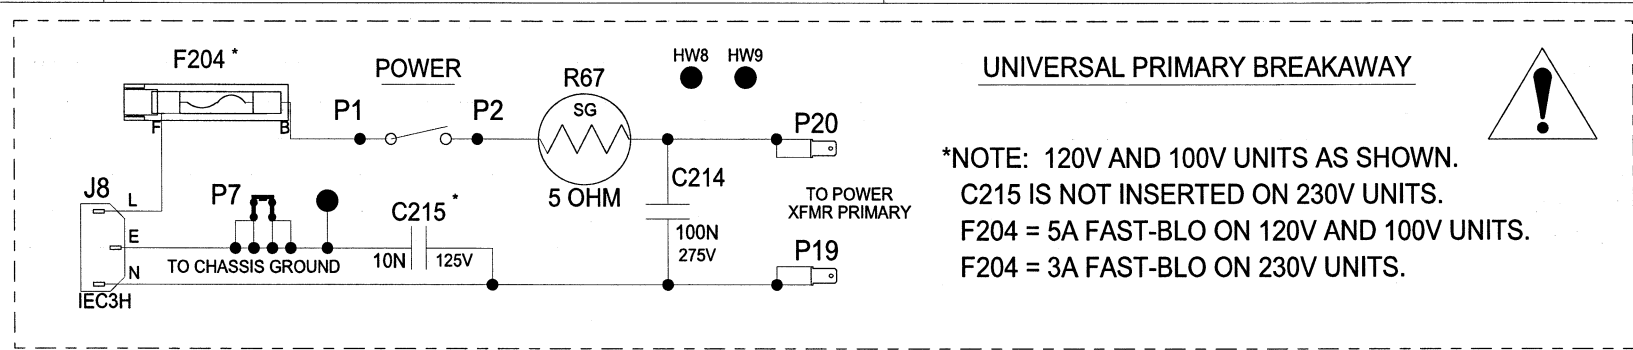 F204 *
POWER
HW8 HW9
UNIVERSAL PRIMARY BREAKAWAY
R67
SG
P1
P2
P20
F
B
*NOTE: 120V AND 100V UNITS AS SHOWN.
C214
J8
L
P7
5 OHM
TO POWER
XFMR PRIMARY
C215 IS NOT INSERTED ON 230V UNITS.
C215 *
100N
275V
F204 = 5A FAST-BLO ON 120V AND 100V UNITS.
E
P19
TO CHASSIS GROUND
10N
125V
F204 = 3A FAST-BLO ON 230V UNITS.
N
IEC3H
!